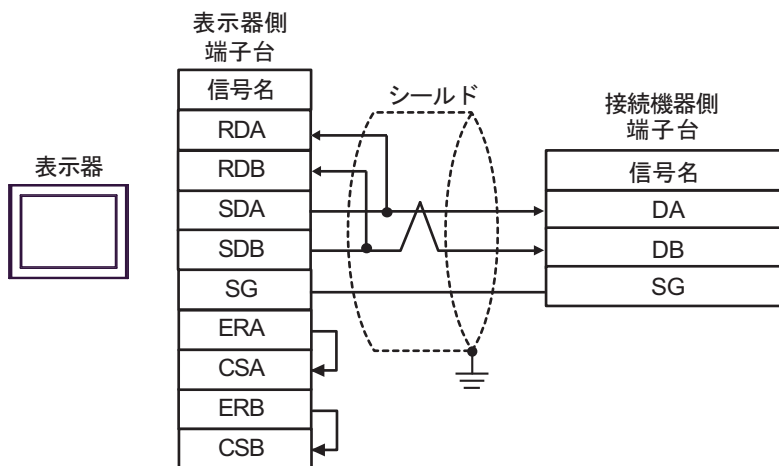 表示器
表示器側
端子台
信号名
RDA
RDB
SDA
SDB
SG
ERA
CSA
ERB
CSB
シールド
接続機器側
端子台
信号名
DA
DB
SG